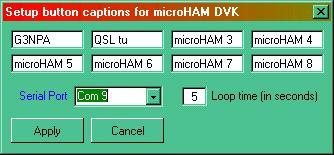 Setup button captions for microHAM DVK
G3NPA QSL tu microHAM 3 microHAM 4
microHAM 5 microHAM 6 microHAM 7 microHAM 8
Serial Port Com 9 5 Loop time (in seconds)
Apply Cancel